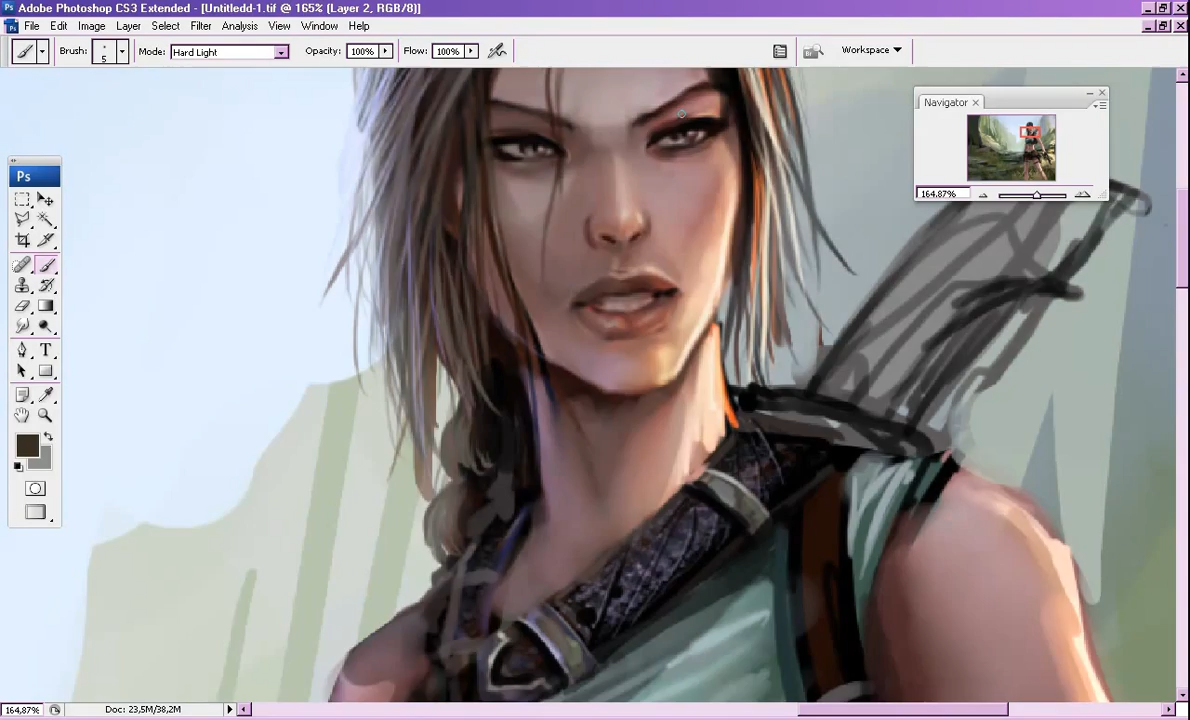 Adobe Photoshop CS3 Extended - [Untitledd-1.tif @ 165% (Layer 2, RGB/8)]
File Edit Image Layer Select Filter Analysis View Window Help
Brush: 5 Mode: Hard Light Opacity: 100% Flow: 100% Workspace
Navigator
164.87%
Ps
T
164,87% Doc: 23,5M/38,2M